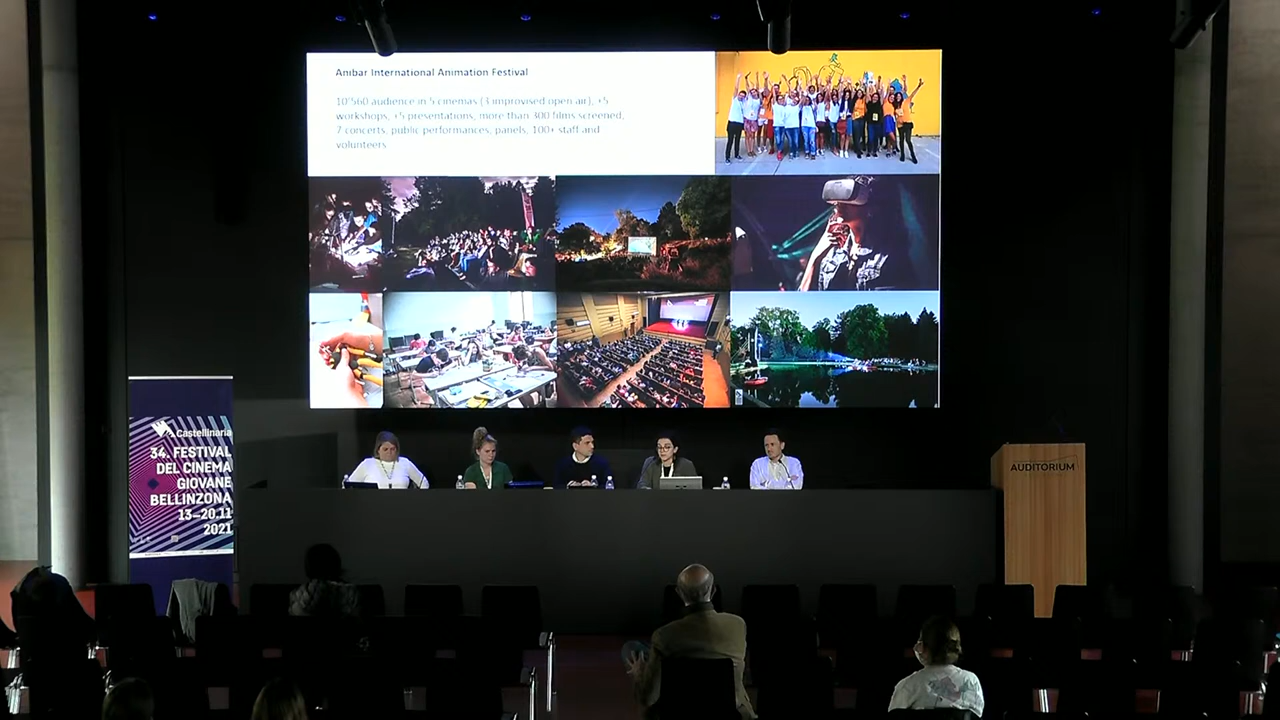 Anibar International Animation Festival
10'560 audience in 5 cinemas (3 improvised open air), +5
workshops, +5 presentations, more than 300 films screened,
7 concerts, public performances, panels, 100+ staff and
volunteers
Castellinaria
34. FESTIVAL
DEL CINEMA
GIOVANE
BELLINZONA
13–20.11
2021
AUDITORIUM